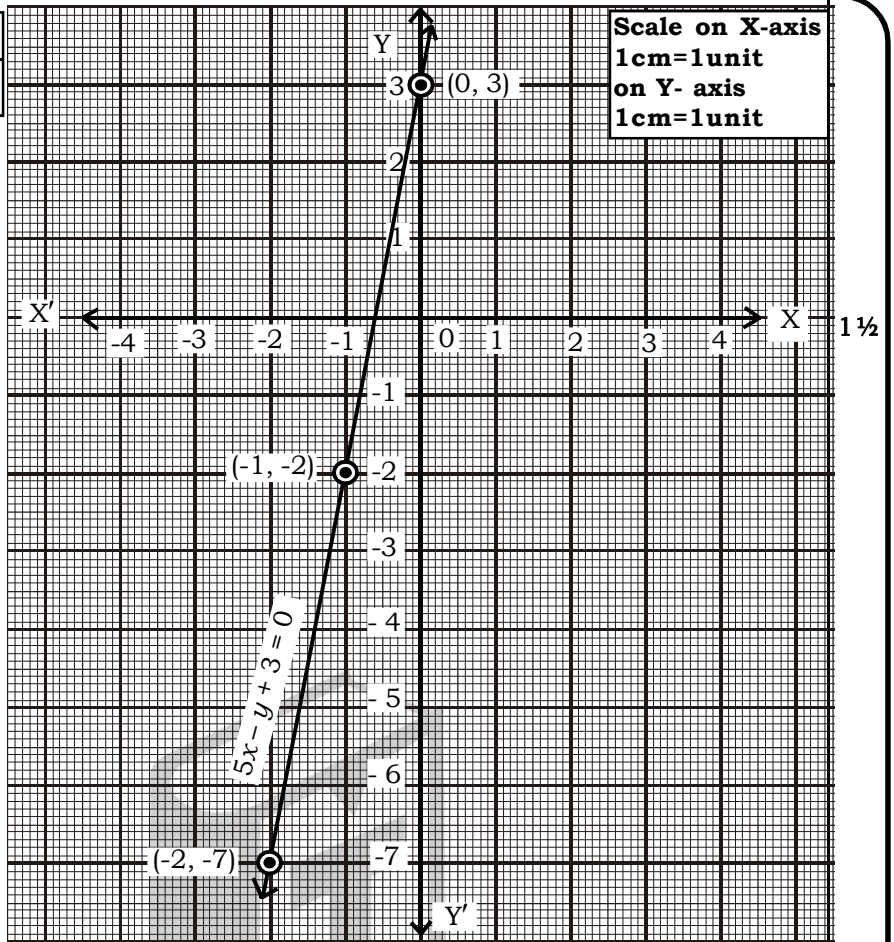 Scale on X-axis
1cm=1unit
on Y- axis
1cm=1unit
Y
3
(0, 3)
2
1
X′
X
1½
-4
-3
-2
-1
0
1
2
3
4
-1
(-1, -2)
-2
-3
- 4
5x – y + 3 = 0
- 5
- 6
(-2, -7)
-7
Y′